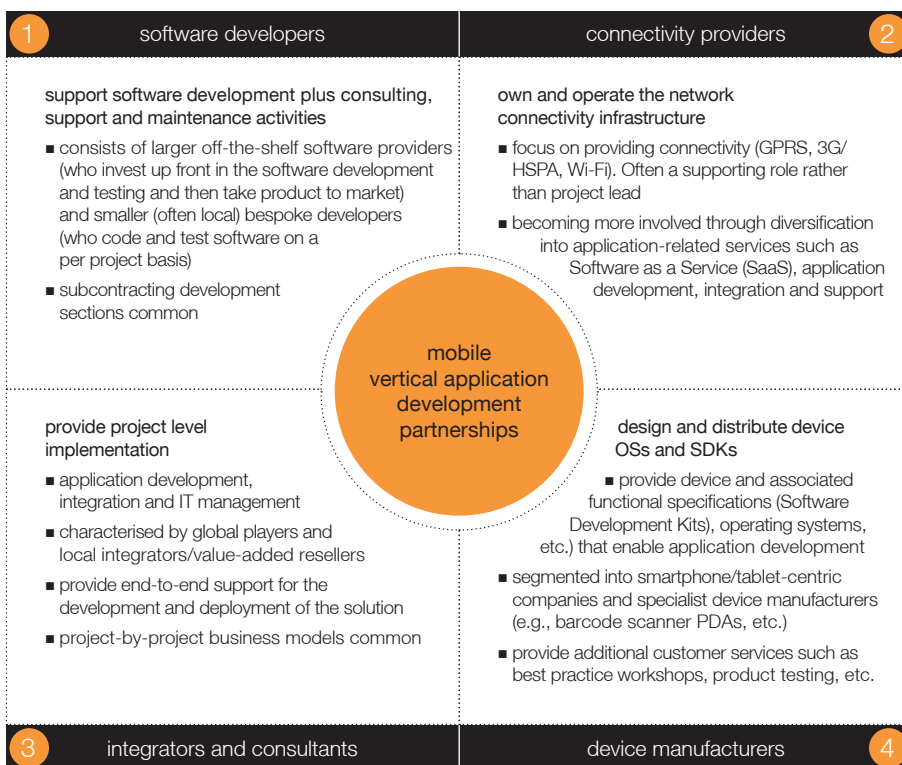 1 software developers
connectivity providers 2
support software development plus consulting,
support and maintenance activities
■ consists of larger off-the-shelf software providers
(who invest up front in the software development
and testing and then take product to market)
and smaller (often local) bespoke developers
(who code and test software on a
per project basis)
■ subcontracting development
sections common
own and operate the network
connectivity infrastructure
■ focus on providing connectivity (GPRS, 3G/
HSPA, Wi-Fi). Often a supporting role rather
than project lead
■ becoming more involved through diversification
into application-related services such as
Software as a Service (SaaS), application
development, integration and support
mobile
vertical application
development
partnerships
provide project level
implementation
■ application development,
integration and IT management
■ characterised by global players and
local integrators/value-added resellers
■ provide end-to-end support for the
development and deployment of the solution
■ project-by-project business models common
design and distribute device
OSs and SDKs
■ provide device and associated
functional specifications (Software
Development Kits), operating systems,
etc.) that enable application development
■ segmented into smartphone/tablet-centric
companies and specialist device manufacturers
(e.g., barcode scanner PDAs, etc.)
■ provide additional customer services such as
best practice workshops, product testing, etc.
3 integrators and consultants
device manufacturers 4